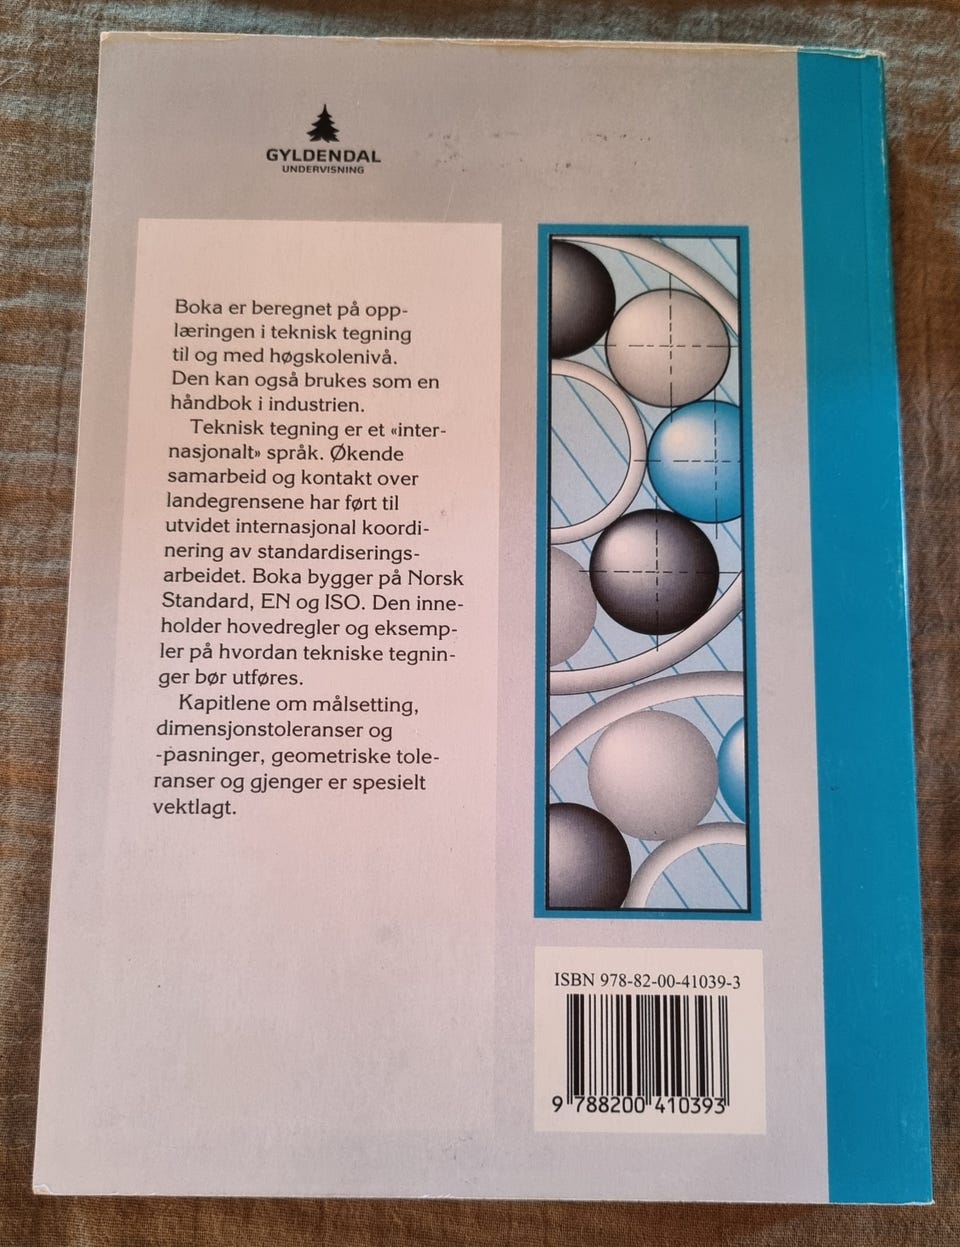 GYLDENDAL
UNDERVISNING
Boka er beregnet på opp-
læringen i teknisk tegning
til og med høgskolenivå.
Den kan også brukes som en
håndbok i industrien.
Teknisk tegning er et «inter-
nasjonalt» språk. Økende
samarbeid og kontakt over
landegrensene har ført til
utvidet internasjonal koordi-
nering av standardiserings-
arbeidet. Boka bygger på Norsk
Standard, EN og ISO. Den inne-
holder hovedregler og eksemp-
ler på hvordan tekniske tegnin-
ger bør utføres.
Kapitlene om målsetting,
dimensjonstoleranser og
-pasninger, geometriske tole-
ranser og gjenger er spesielt
vektlagt.
ISBN 978-82-00-41039-3
9 788200 410393